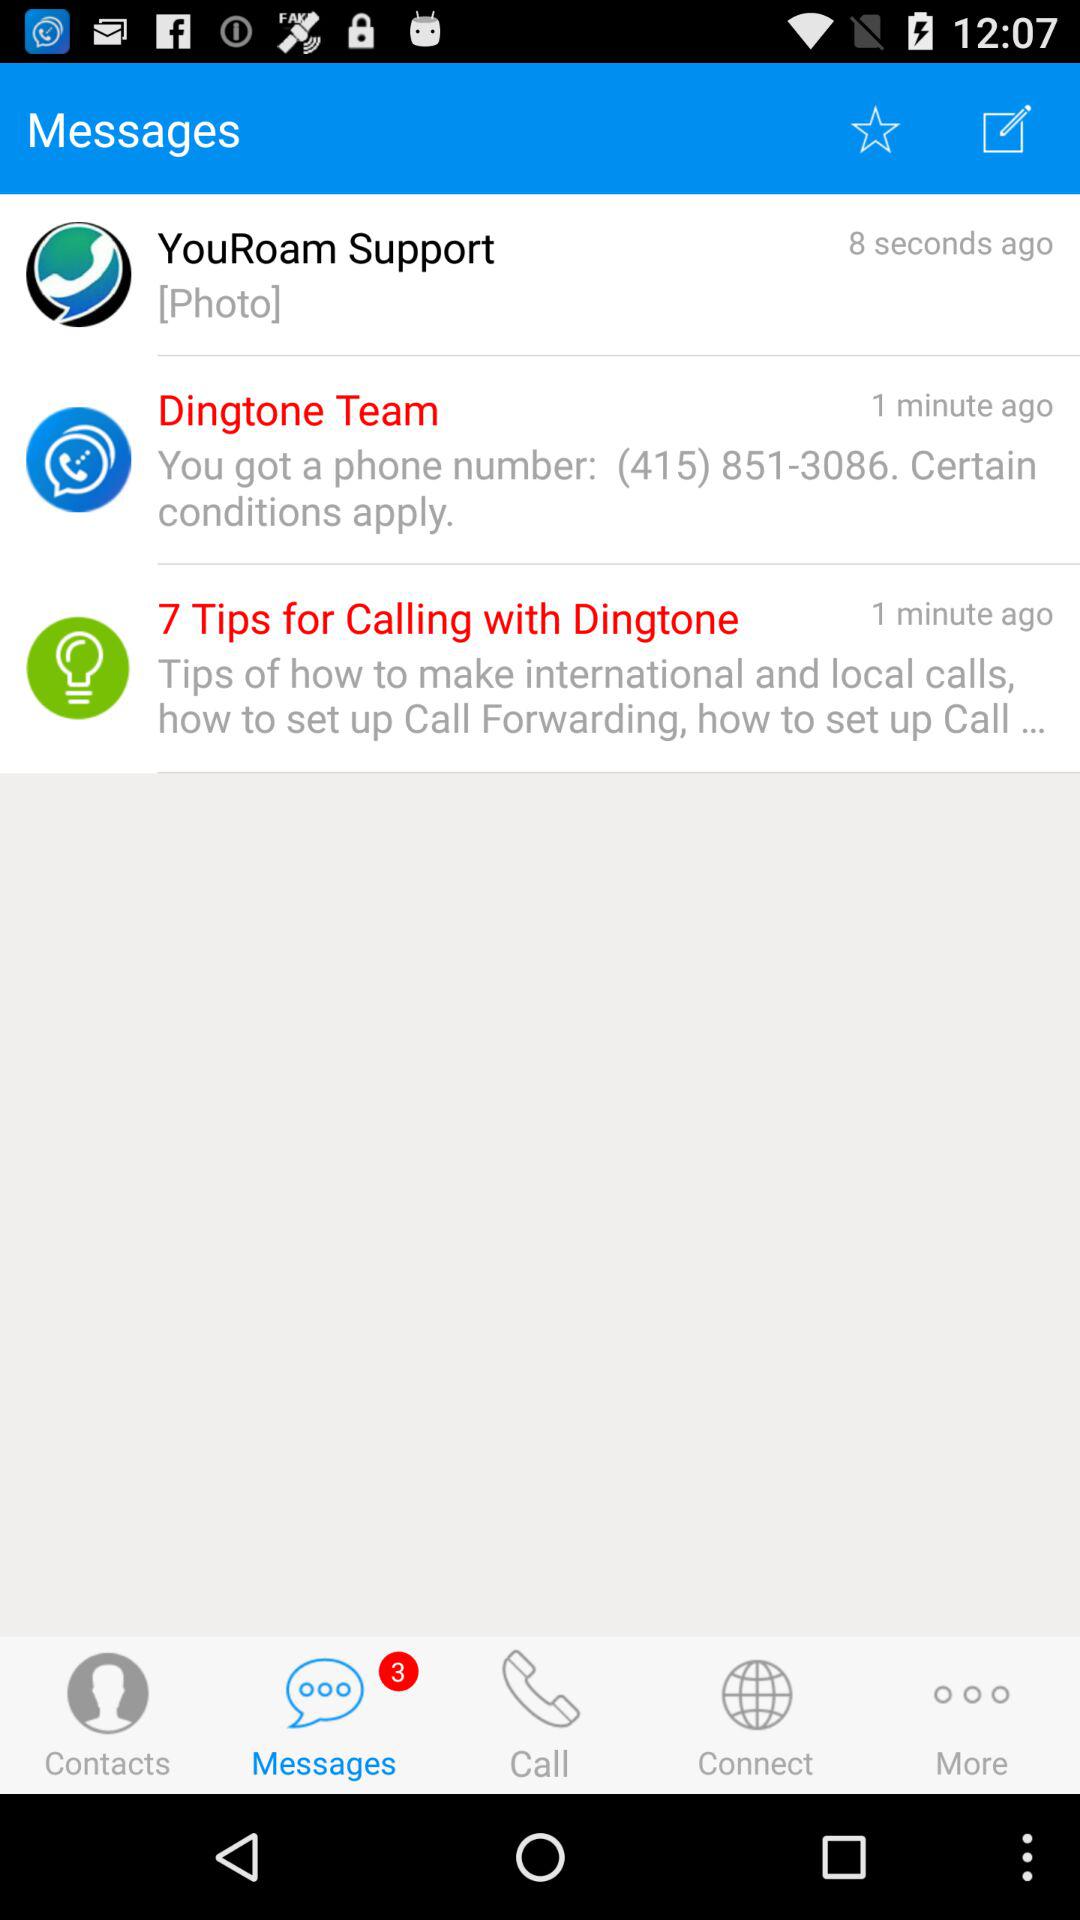 FAKE
12:07
Messages
YouRoam Support
8 seconds ago
[Photo]
Dingtone Team
1 minute ago
You got a phone number:  (415) 851-3086. Certain
conditions apply.
7 Tips for Calling with Dingtone
1 minute ago
Tips of how to make international and local calls,
how to set up Call Forwarding, how to set up Call ...
3
Contacts
Messages
Call
Connect
More